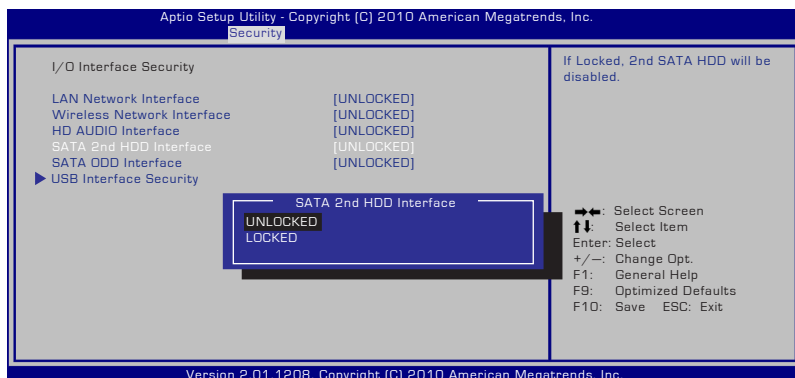 Aptio Setup Utility - Copyright (C) 2010 American Megatrends, Inc.
Security
I/O Interface Security
LAN Network Interface [UNLOCKED]
Wireless Network Interface [UNLOCKED]
HD AUDIO Interface [UNLOCKED]
SATA 2nd HDD Interface [UNLOCKED]
SATA ODD Interface [UNLOCKED]
USB Interface Security
SATA 2nd HDD Interface
UNLOCKED
LOCKED
If Locked, 2nd SATA HDD will be
disabled.
→←: Select Screen
↑↓: Select Item
Enter: Select
+/—: Change Opt.
F1: General Help
F9: Optimized Defaults
F10: Save ESC: Exit
Version 2.01.1208. Copyright (C) 2010 American Megatrends, Inc.